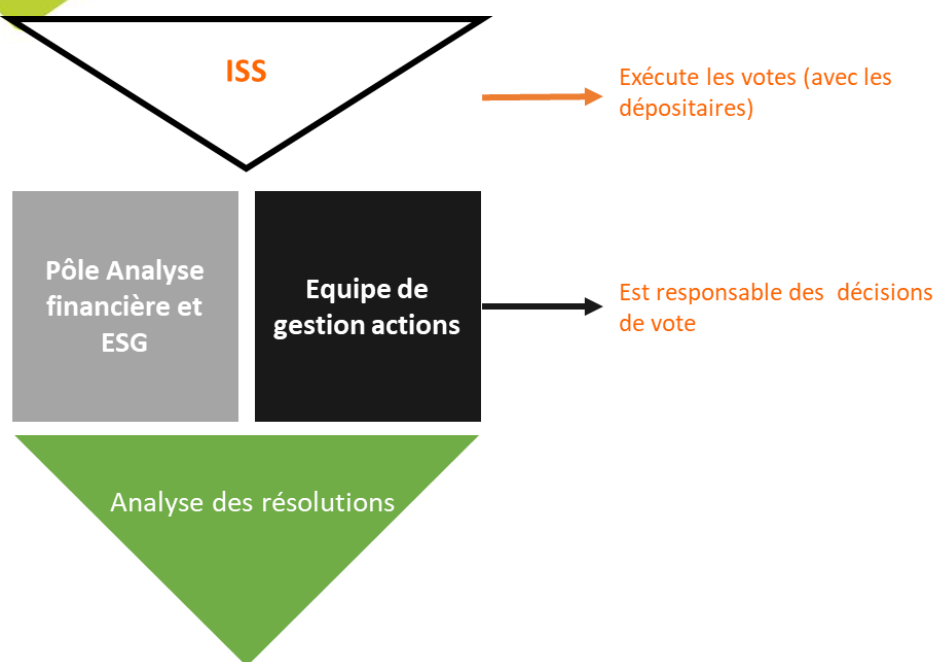 ISS
Exécute les votes (avec les
dépositaires)
Pôle Analyse
financière et
ESG
Equipe de
gestion actions
Est responsable des  décisions
de vote
Analyse des résolutions